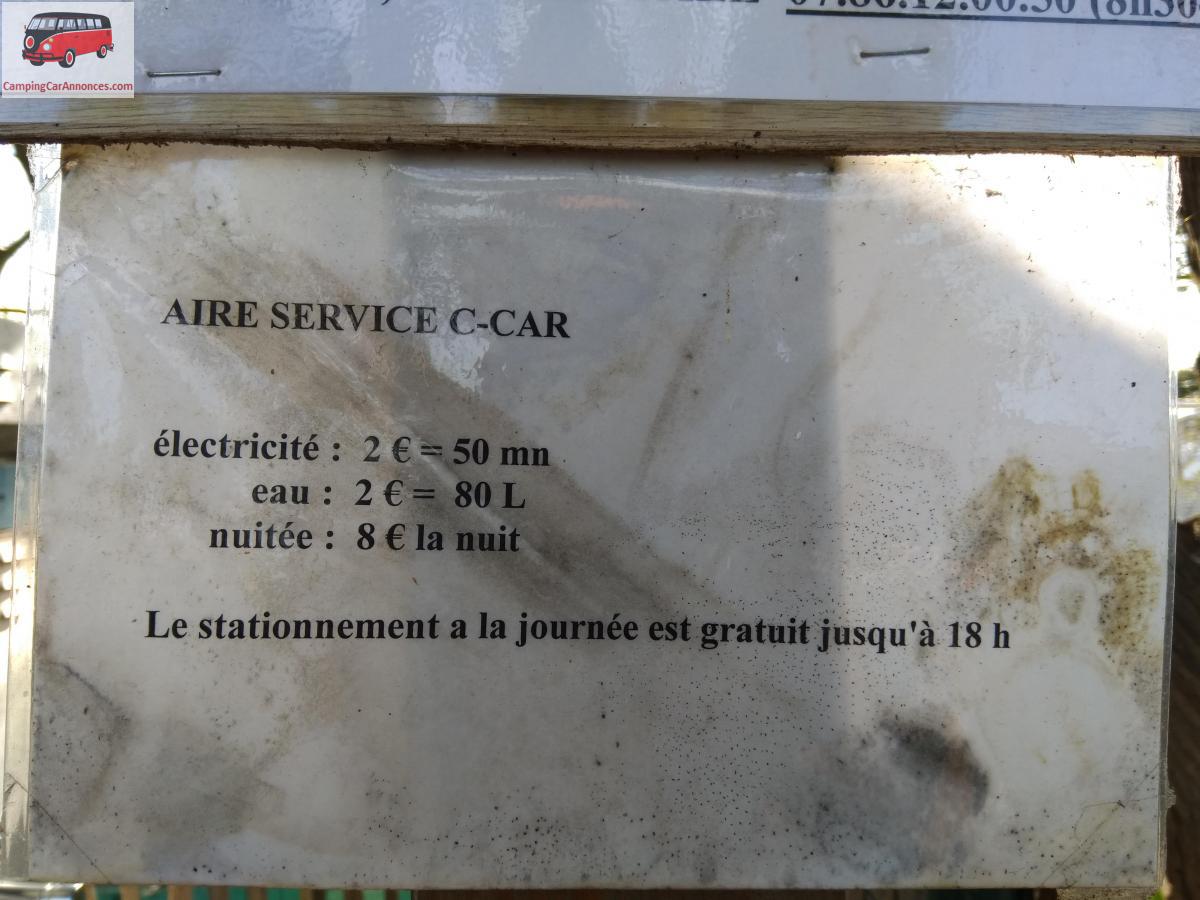 CampingCarAnnonces.com
AIRE SERVICE C-CAR
électricité : 2 € = 50 mn
eau : 2 € = 80 L
nuitée : 8 € la nuit
Le stationnement a la journée est gratuit jusqu'à 18 h